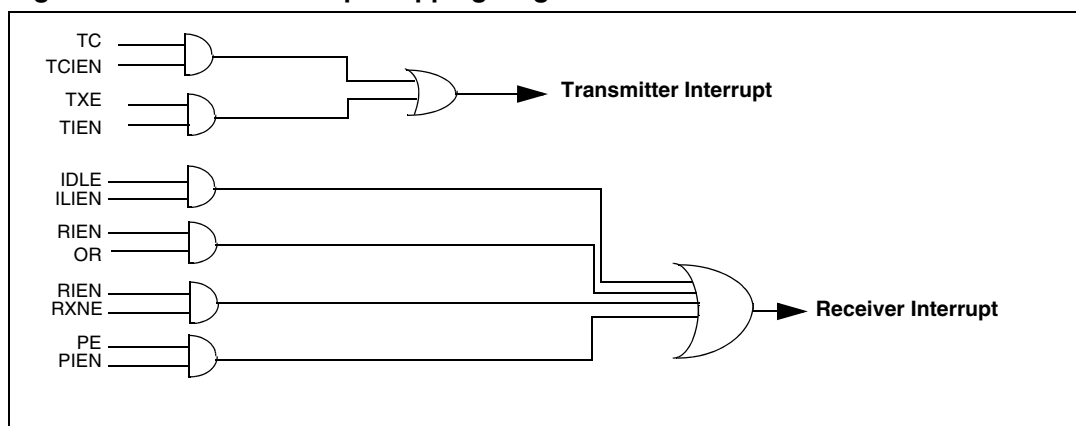 TC
TCIEN
Transmitter Interrupt
TXE
TIEN
IDLE
ILIEN
RIEN
OR
RIEN
RXNE
Receiver Interrupt
PE
PIEN